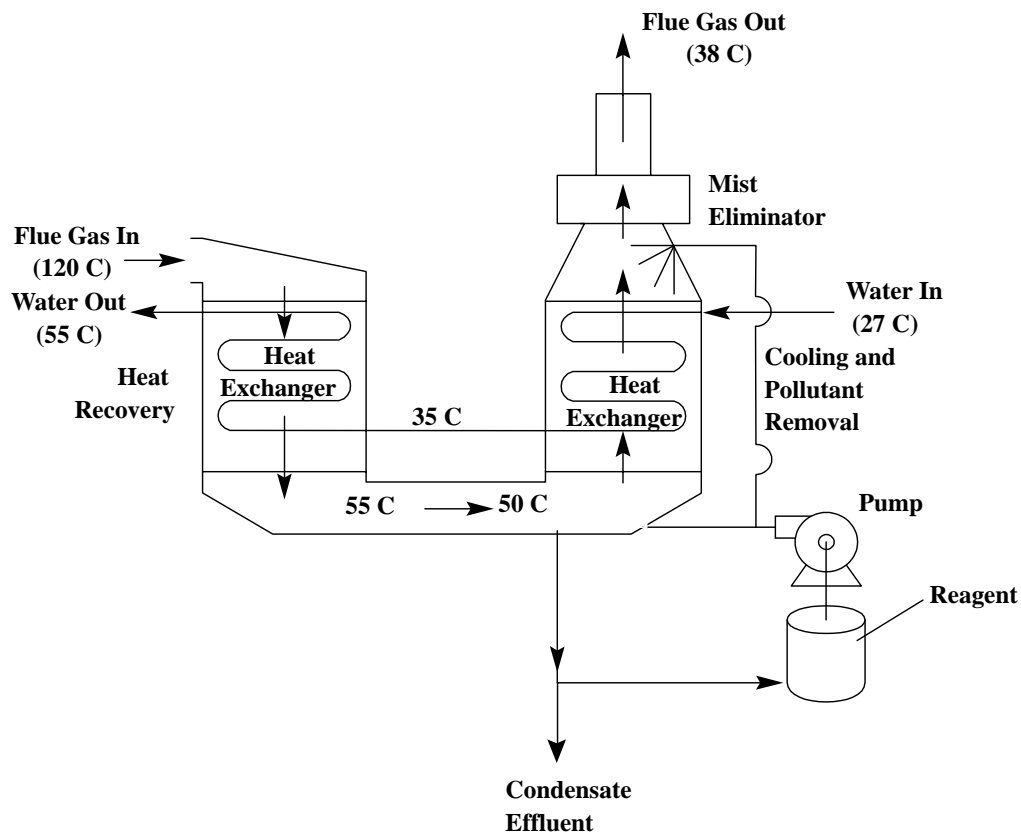 Flue Gas Out
(38 C)
Mist
Eliminator
Flue Gas In
(120 C)
Water Out
(55 C)
Water In
(27 C)
Heat
Recovery
Heat
Exchanger
35 C
Heat
Exchanger
Cooling and
Pollutant
Removal
55 C
50 C
Pump
Reagent
Condensate
Effluent